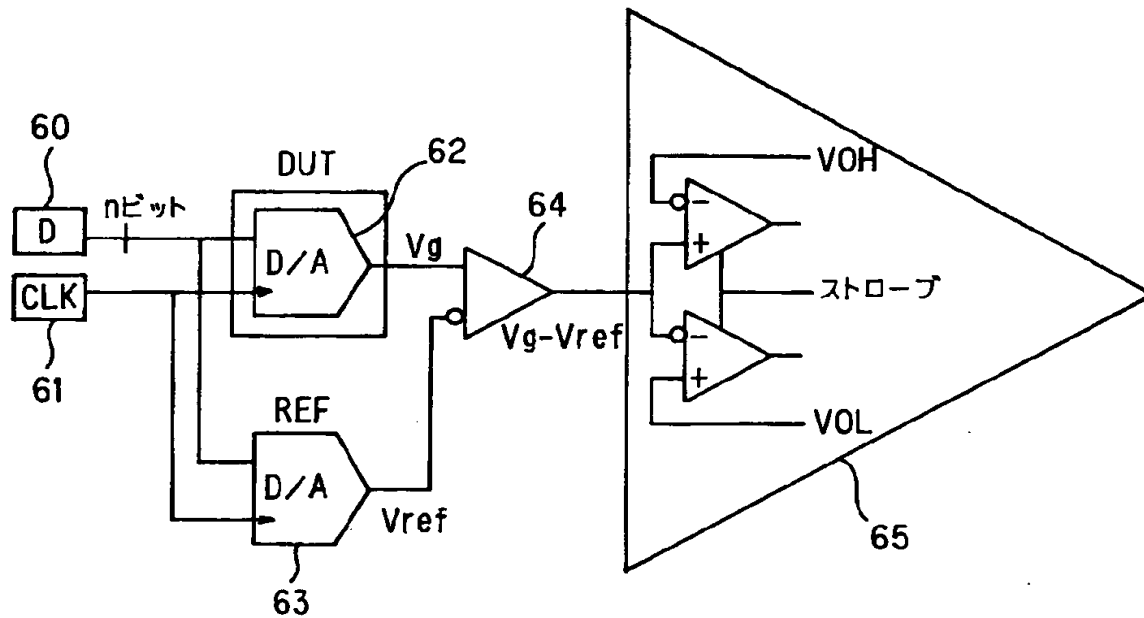 60
D
nビット
CLK
61
DUT
62
D/A
Vg
64
Vg-Vref
REF
D/A
Vref
63
VOH
-
+
ストローブ
-
+
VOL
65